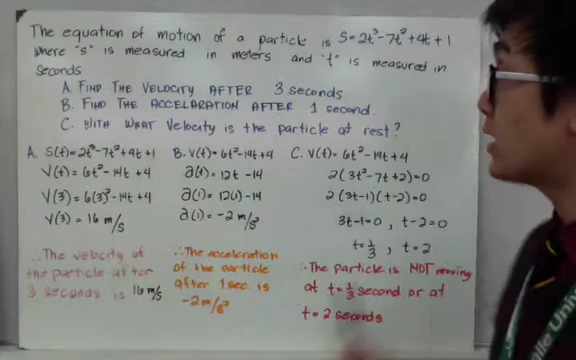 The equation of motion of a particle is S=2t³-7t²+4t+1
where "s" is measured in meters and "t" is measured in
seconds
A. FIND THE VELOCITY AFTER 3 seconds.
B. FIND THE ACCELARATION AFTER 1 second.
C. WITH WHAT Velocity is the particle at rest?
A. S(t)=2t³-7t²+4t+1
V(t)=6t²-14t+4
V(3)=6(3)²-14t+4
V(3)=16 m/s
∴The velocity of
the particle after
3 seconds is 16 m/s
B. V(t)=6t²-14t+4
a(t)=12t-14
a(1)=12(1)-14
a(1)=-2 m/s²
∴The acceleration
of the particle
after 1 sec is
-2 m/s²
C. V(t)=6t²-14t+4
2(3t²-7t+2)=0
2(3t-1)(t-2)=0
3t-1=0, t-2=0
t=1/3, t=2
∴The particle is NOT moving
at t=1/3 second or at
t=2 seconds